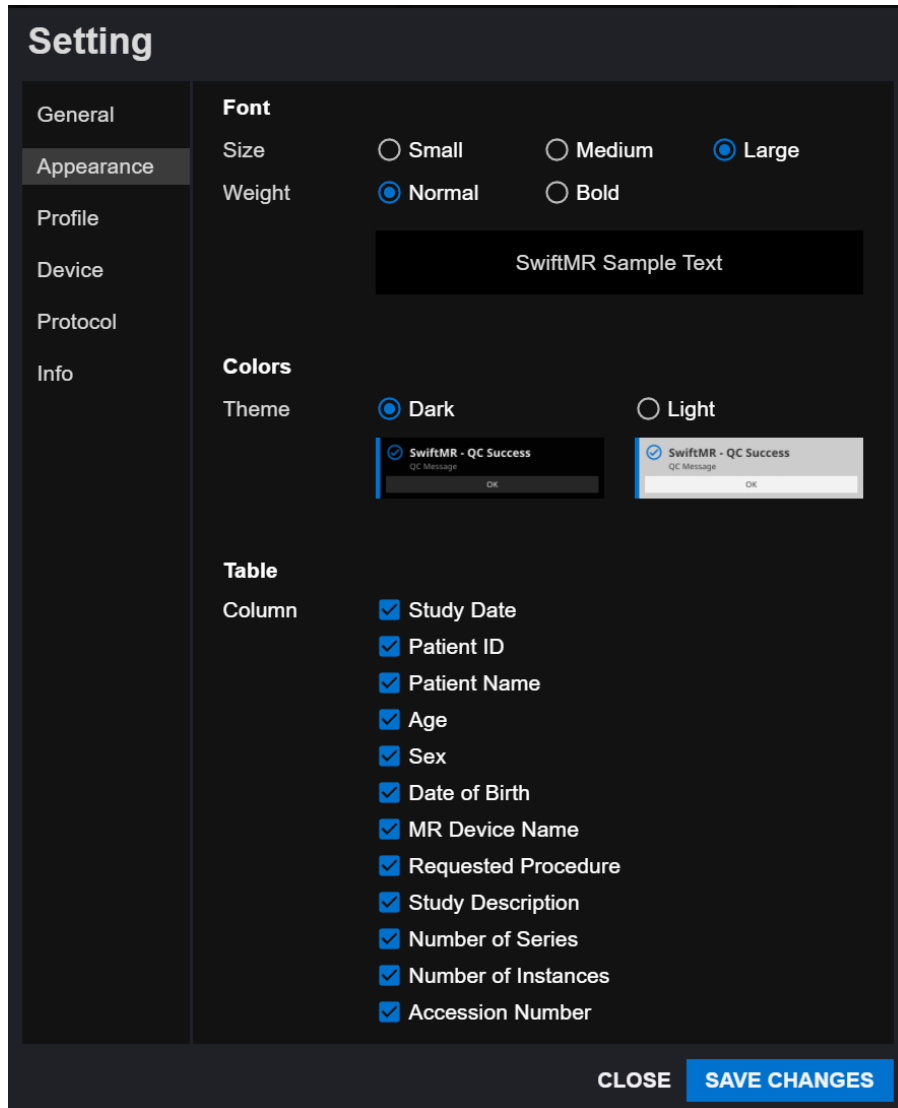 Setting
General
Appearance
Profile
Device
Protocol
Info
Font
Size Small Medium Large
Weight Normal Bold
SwiftMR Sample Text
Colors
Theme Dark Light
SwiftMR - QC Success
QC Message
OK
SwiftMR - QC Success
QC Message
OK
Table
Column Study Date
Patient ID
Patient Name
Age
Sex
Date of Birth
MR Device Name
Requested Procedure
Study Description
Number of Series
Number of Instances
Accession Number
CLOSE SAVE CHANGES